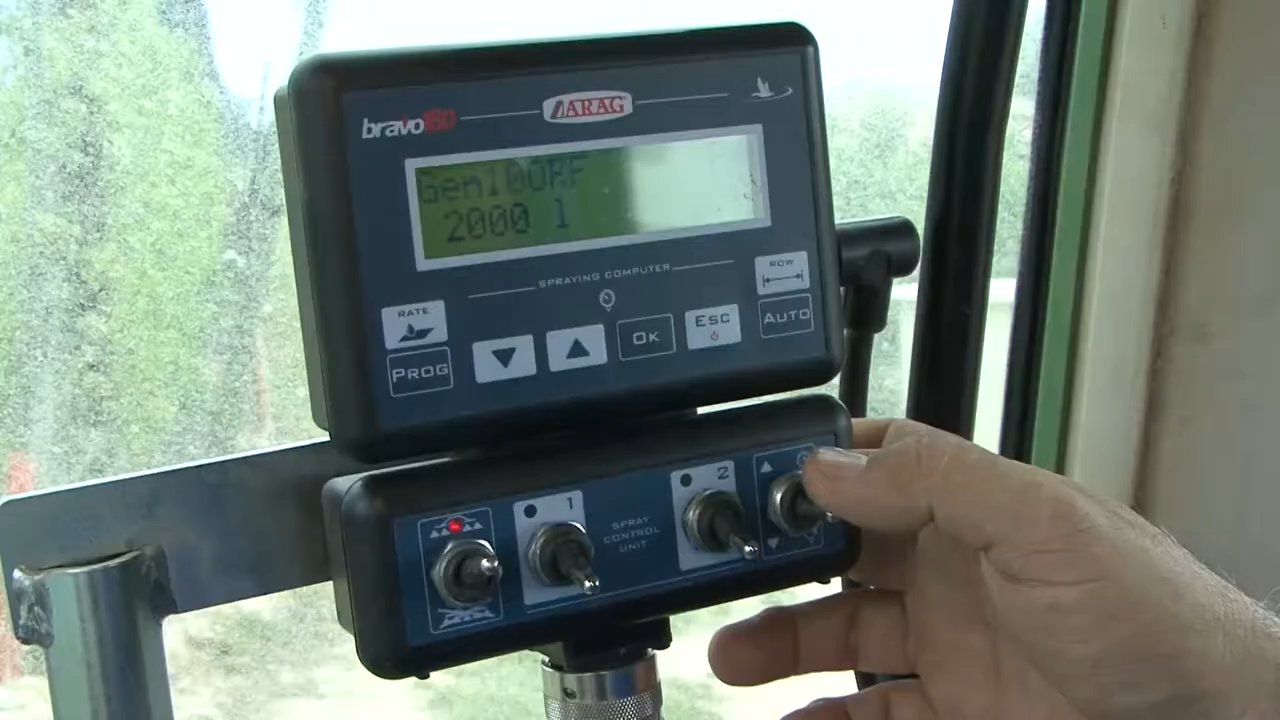 bravo180
ARAG
Gen100RF
2000 l
SPRAYING COMPUTER
ROW
RATE
PROG
OK
ESC
AUTO
1
SPRAY
CONTROL
UNIT
2